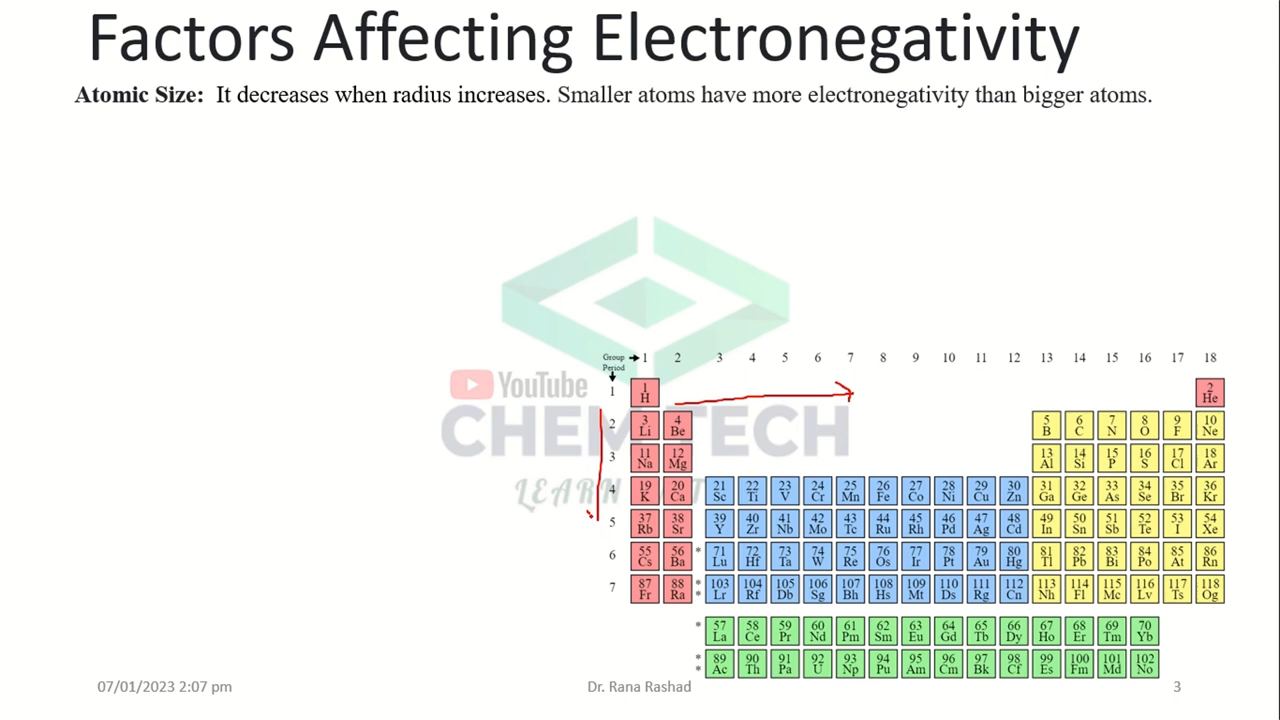 Factors Affecting Electronegativity
Atomic Size: It decreases when radius increases. Smaller atoms have more electronegativity than bigger atoms.
YouTube
CHEM TECH
LEARN
Group 1 2 3 4 5 6 7 8 9 10 11 12 13 14 15 16 17 18
Period
1 1 H 2 He
2 3 Li 4 Be 5 B 6 C 7 N 8 O 9 F 10 Ne
3 11 Na 12 Mg 13 Al 14 Si 15 P 16 S 17 Cl 18 Ar
4 19 K 20 Ca 21 Sc 22 Ti 23 V 24 Cr 25 Mn 26 Fe 27 Co 28 Ni 29 Cu 30 Zn 31 Ga 32 Ge 33 As 34 Se 35 Br 36 Kr
5 37 Rb 38 Sr 39 Y 40 Zr 41 Nb 42 Mo 43 Tc 44 Ru 45 Rh 46 Pd 47 Ag 48 Cd 49 In 50 Sn 51 Sb 52 Te 53 I 54 Xe
6 55 Cs 56 Ba * 71 Lu 72 Hf 73 Ta 74 W 75 Re 76 Os 77 Ir 78 Pt 79 Au 80 Hg 81 Tl 82 Pb 83 Bi 84 Po 85 At 86 Rn
7 87 Fr 88 Ra * * 103 Lr 104 Rf 105 Db 106 Sg 107 Bh 108 Hs 109 Mt 110 Ds 111 Rg 112 Cn 113 Nh 114 Fl 115 Mc 116 Lv 117 Ts 118 Og
* 57 La 58 Ce 59 Pr 60 Nd 61 Pm 62 Sm 63 Eu 64 Gd 65 Tb 66 Dy 67 Ho 68 Er 69 Tm 70 Yb
* * 89 Ac 90 Th 91 Pa 92 U 93 Np 94 Pu 95 Am 96 Cm 97 Bk 98 Cf 99 Es 100 Fm 101 Md 102 No
07/01/2023 2:07 pm
Dr. Rana Rashad
3